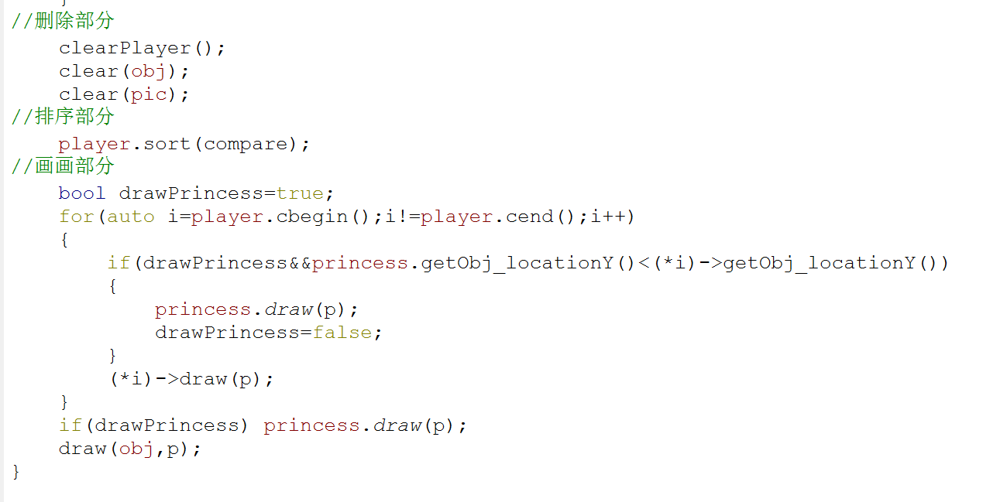 }
//删除部分
clearPlayer();
clear(obj);
clear(pic);
//排序部分
player.sort(compare);
//画画部分
bool drawPrincess=true;
for(auto i=player.cbegin();i!=player.cend();i++)
{
if(drawPrincess&&princess.getObj_locationY()<(*i)->getObj_locationY())
{
princess.draw(p);
drawPrincess=false;
}
(*i)->draw(p);
}
if(drawPrincess) princess.draw(p);
draw(obj,p);
}